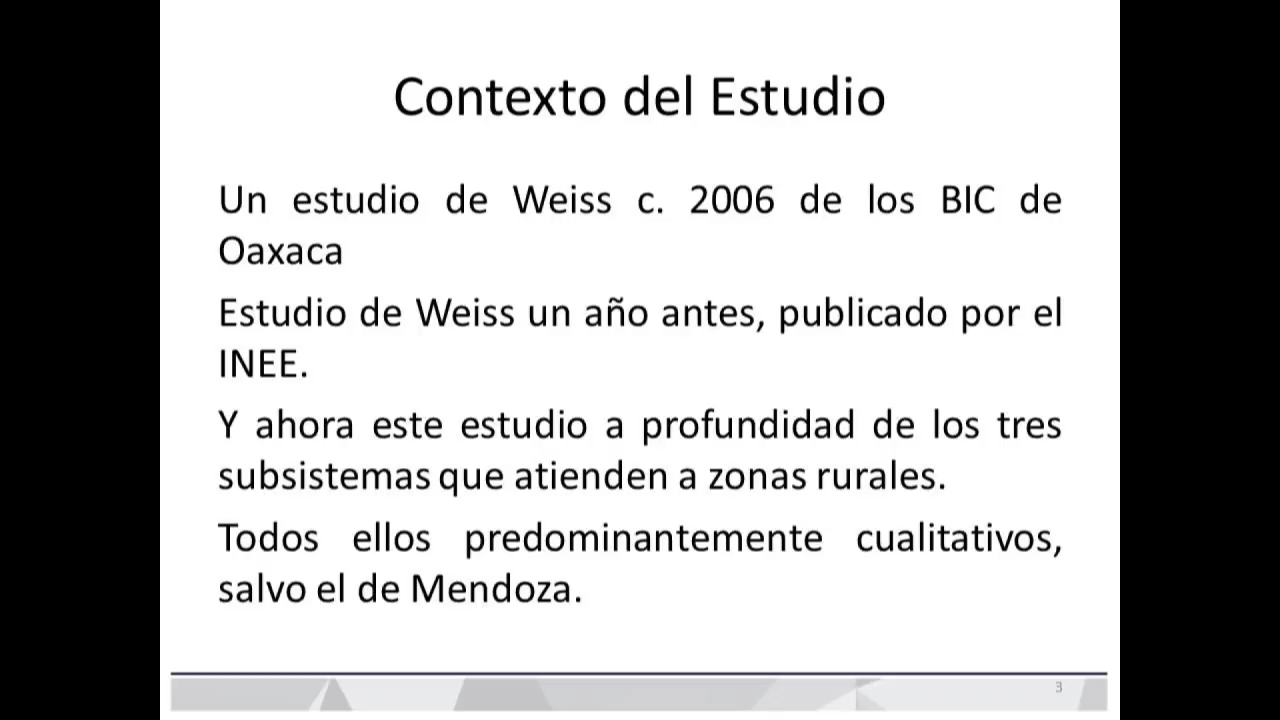 Contexto del Estudio
Un estudio de Weiss c. 2006 de los BIC de
Oaxaca
Estudio de Weiss un año antes, publicado por el
INEE.
Y ahora este estudio a profundidad de los tres
subsistemas que atienden a zonas rurales.
Todos ellos predominantemente cualitativos,
salvo el de Mendoza.
3